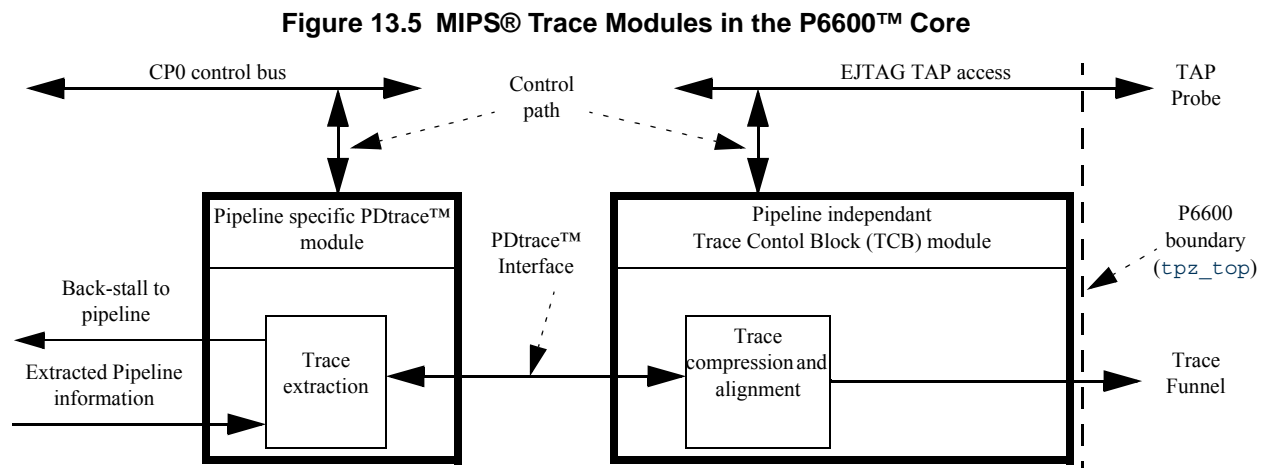 Figure 13.5 MIPS® Trace Modules in the P6600™ Core
CP0 control bus
Control
path
EJTAG TAP access
TAP
Probe
Pipeline specific PDtrace™
module
PDtrace™
Interface
Pipeline independant
Trace Contol Block (TCB) module
P6600
boundary
(tpz_top)
Back-stall to
pipeline
Extracted Pipeline
information
Trace
extraction
Trace
compression and
alignment
Trace
Funnel